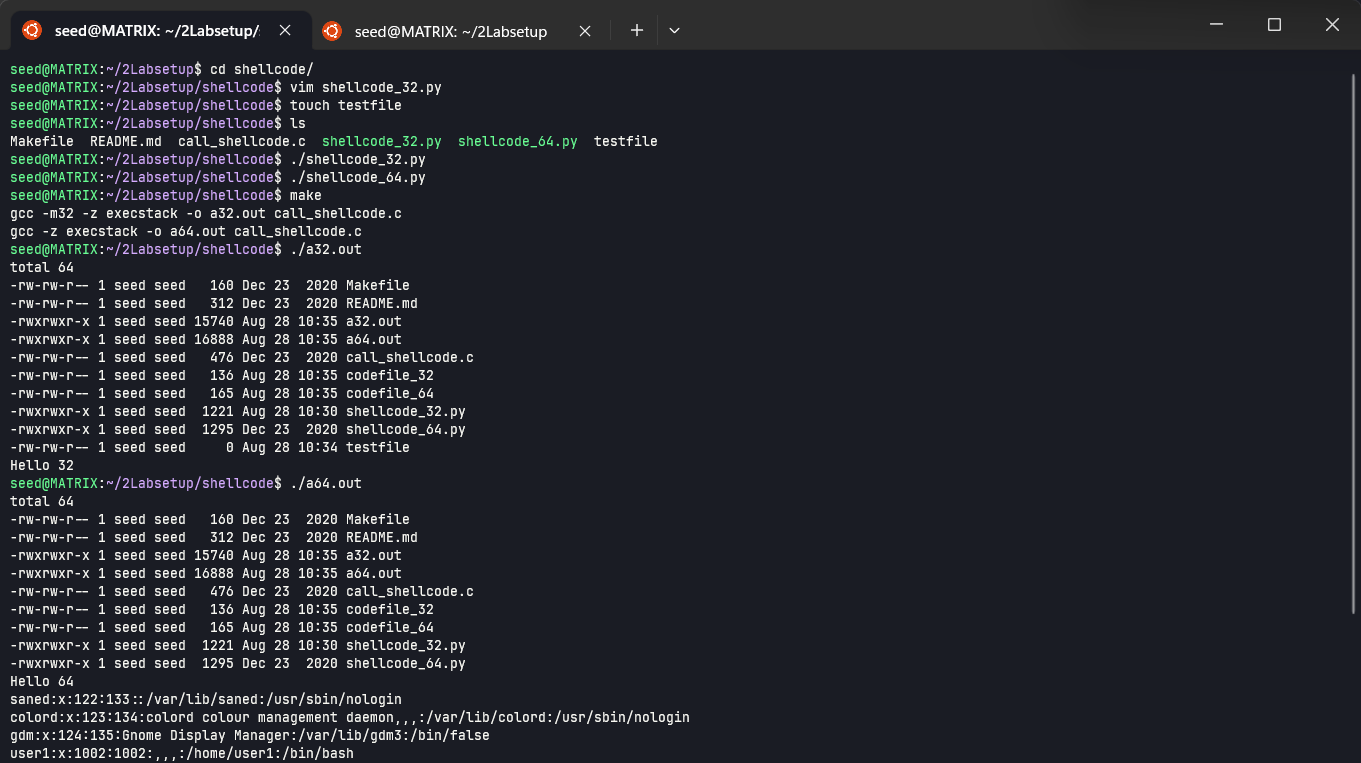 seed@MATRIX: ~/2Labsetup/
seed@MATRIX: ~/2Labsetup
seed@MATRIX:~/2Labsetup$ cd shellcode/
seed@MATRIX:~/2Labsetup/shellcode$ vim shellcode_32.py
seed@MATRIX:~/2Labsetup/shellcode$ touch testfile
seed@MATRIX:~/2Labsetup/shellcode$ ls
Makefile  README.md  call_shellcode.c  shellcode_32.py  shellcode_64.py  testfile
seed@MATRIX:~/2Labsetup/shellcode$ ./shellcode_32.py
seed@MATRIX:~/2Labsetup/shellcode$ ./shellcode_64.py
seed@MATRIX:~/2Labsetup/shellcode$ make
gcc -m32 -z execstack -o a32.out call_shellcode.c
gcc -z execstack -o a64.out call_shellcode.c
seed@MATRIX:~/2Labsetup/shellcode$ ./a32.out
total 64
-rw-rw-r-- 1 seed seed   160 Dec 23  2020 Makefile
-rw-rw-r-- 1 seed seed   312 Dec 23  2020 README.md
-rwxrwxr-x 1 seed seed 15740 Aug 28 10:35 a32.out
-rwxrwxr-x 1 seed seed 16888 Aug 28 10:35 a64.out
-rw-rw-r-- 1 seed seed   476 Dec 23  2020 call_shellcode.c
-rw-rw-r-- 1 seed seed   136 Aug 28 10:35 codefile_32
-rw-rw-r-- 1 seed seed   165 Aug 28 10:35 codefile_64
-rwxrwxr-x 1 seed seed  1221 Aug 28 10:30 shellcode_32.py
-rwxrwxr-x 1 seed seed  1295 Dec 23  2020 shellcode_64.py
-rw-rw-r-- 1 seed seed     0 Aug 28 10:34 testfile
Hello 32
seed@MATRIX:~/2Labsetup/shellcode$ ./a64.out
total 64
-rw-rw-r-- 1 seed seed   160 Dec 23  2020 Makefile
-rw-rw-r-- 1 seed seed   312 Dec 23  2020 README.md
-rwxrwxr-x 1 seed seed 15740 Aug 28 10:35 a32.out
-rwxrwxr-x 1 seed seed 16888 Aug 28 10:35 a64.out
-rw-rw-r-- 1 seed seed   476 Dec 23  2020 call_shellcode.c
-rw-rw-r-- 1 seed seed   136 Aug 28 10:35 codefile_32
-rw-rw-r-- 1 seed seed   165 Aug 28 10:35 codefile_64
-rwxrwxr-x 1 seed seed  1221 Aug 28 10:30 shellcode_32.py
-rwxrwxr-x 1 seed seed  1295 Dec 23  2020 shellcode_64.py
Hello 64
saned:x:122:133::/var/lib/saned:/usr/sbin/nologin
colord:x:123:134:colord colour management daemon,,,:/var/lib/colord:/usr/sbin/nologin
gdm:x:124:135:Gnome Display Manager:/var/lib/gdm3:/bin/false
user1:x:1002:1002:,,,:/home/user1:/bin/bash